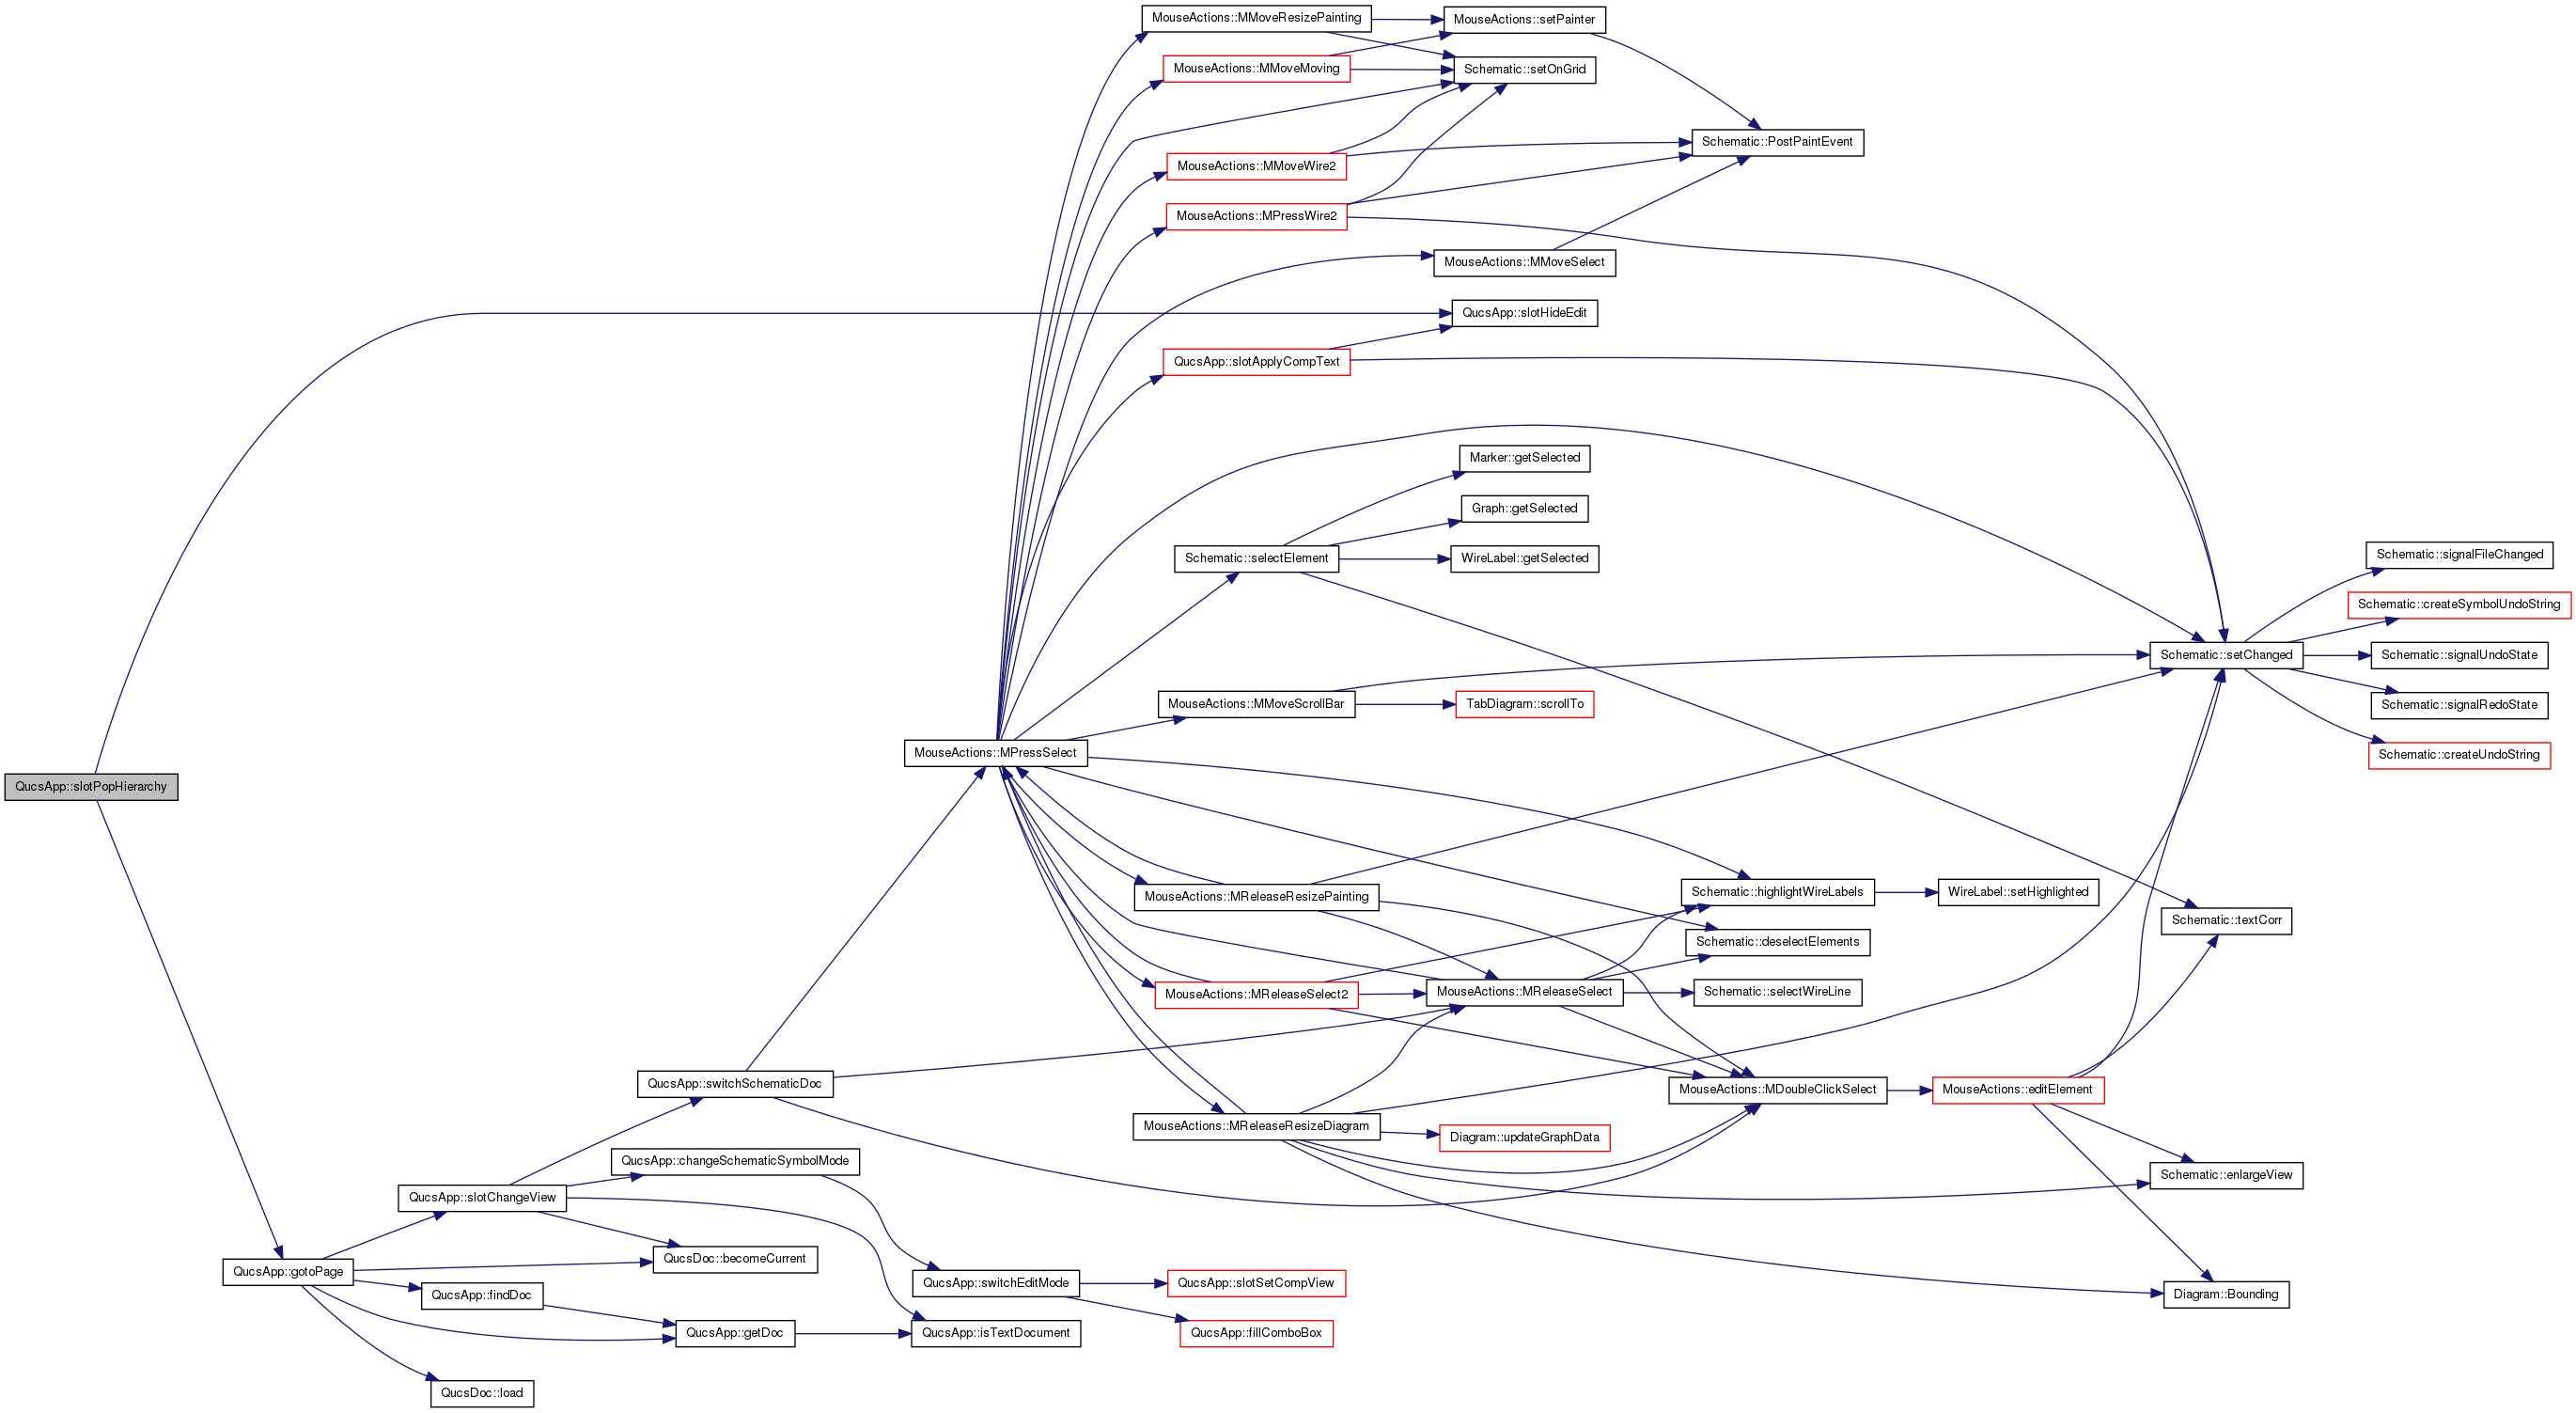 MouseActions::MMoveResizePainting
MouseActions::setPainter
MouseActions::MMoveMoving
Schematic::setOnGrid
Schematic::PostPaintEvent
MouseActions::MMoveWire2
MouseActions::MPressWire2
MouseActions::MMoveSelect
QucsApp::slotHideEdit
QucsApp::slotApplyCompText
Marker::getSelected
Graph::getSelected
Schematic::selectElement
WireLabel::getSelected
Schematic::signalFileChanged
Schematic::createSymbolUndoString
Schematic::setChanged
Schematic::signalUndoState
MouseActions::MMoveScrollBar
TabDiagram::scrollTo
Schematic::signalRedoState
MouseActions::MPressSelect
Schematic::createUndoString
QucsApp::slotPopHierarchy
MouseActions::MReleaseResizePainting
Schematic::highlightWireLabels
WireLabel::setHighlighted
Schematic::textCorr
Schematic::deselectElements
MouseActions::MReleaseSelect2
MouseActions::MReleaseSelect
Schematic::selectWireLine
QucsApp::switchSchematicDoc
MouseActions::MDoubleClickSelect
MouseActions::editElement
MouseActions::MReleaseResizeDiagram
Diagram::updateGraphData
QucsApp::changeSchematicSymbolMode
Schematic::enlargeView
QucsApp::slotChangeView
QucsDoc::becomeCurrent
QucsApp::gotoPage
QucsApp::switchEditMode
QucsApp::slotSetCompView
QucsApp::findDoc
Diagram::Bounding
QucsApp::getDoc
QucsApp::isTextDocument
QucsApp::fillComboBox
QucsDoc::load